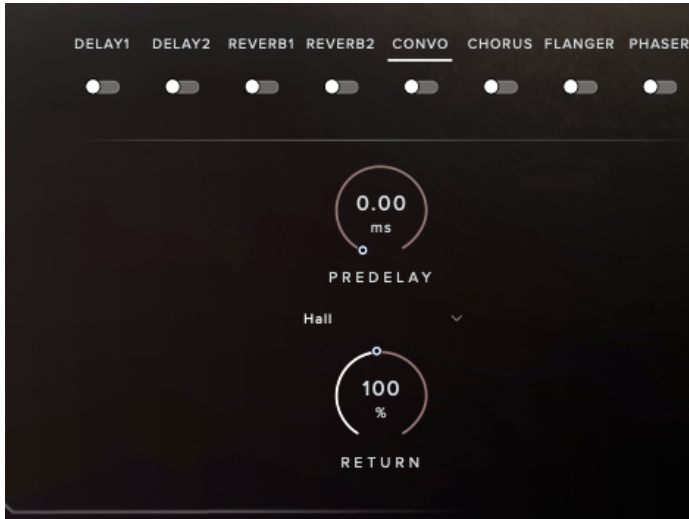 DELAY1 DELAY2 REVERB1 REVERB2 CONVO CHORUS FLANGER PHASER
0.00
ms
PREDELAY
Hall
100
%
RETURN